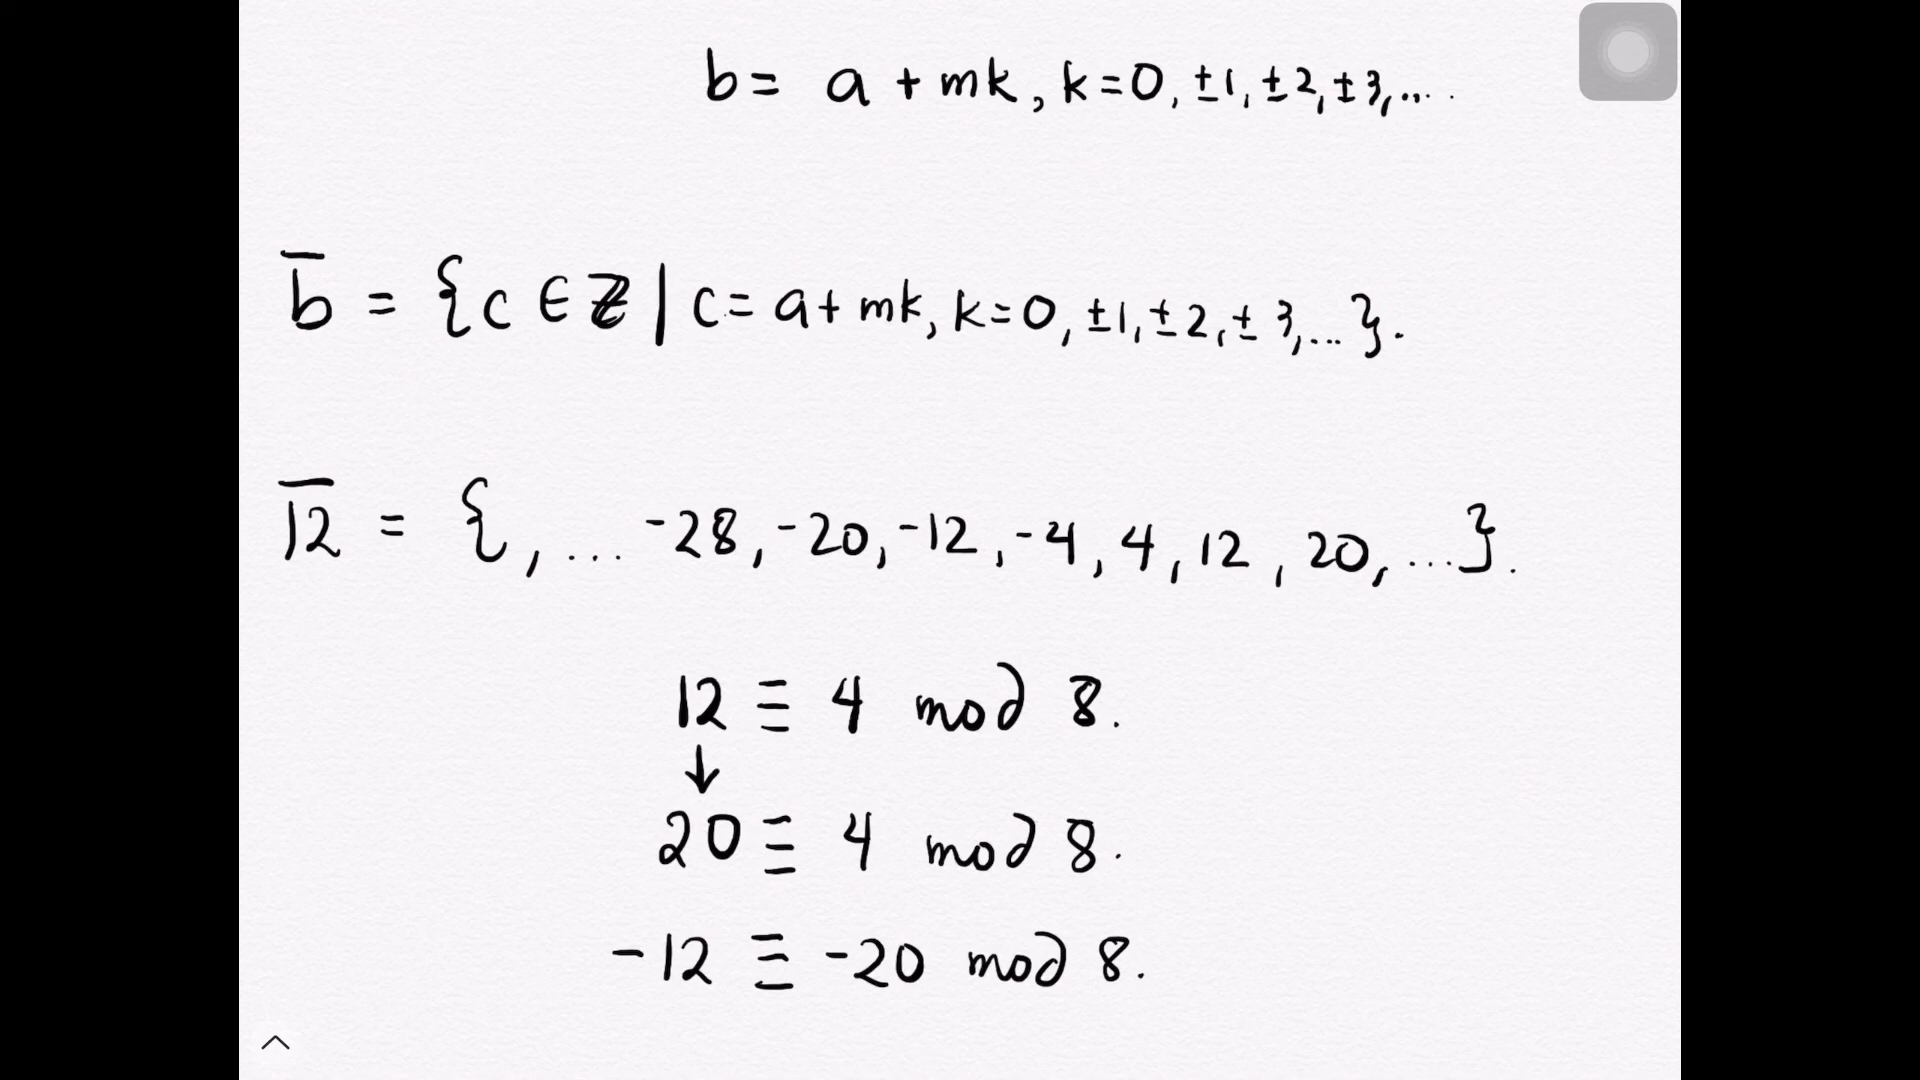 b = a + mk, k = 0, ±1, ±2, ±3, ....
b̅ = {c ∈ ℤ | c = a + mk, k = 0, ±1, ±2, ±3, ...}.
1̅2̅ = {, ... -28, -20, -12, -4, 4, 12, 20, ...}.
12 ≡ 4 mod 8.
↓
20 ≡ 4 mod 8.
-12 ≡ -20 mod 8.